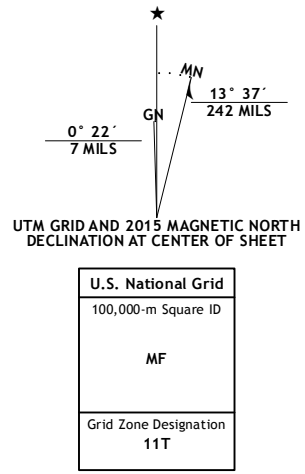 ★
MN
GN
13° 37´
242 MILS
0° 22´
7 MILS
UTM GRID AND 2015 MAGNETIC NORTH
DECLINATION AT CENTER OF SHEET
U.S. National Grid
100,000-m Square ID
MF
Grid Zone Designation
11T